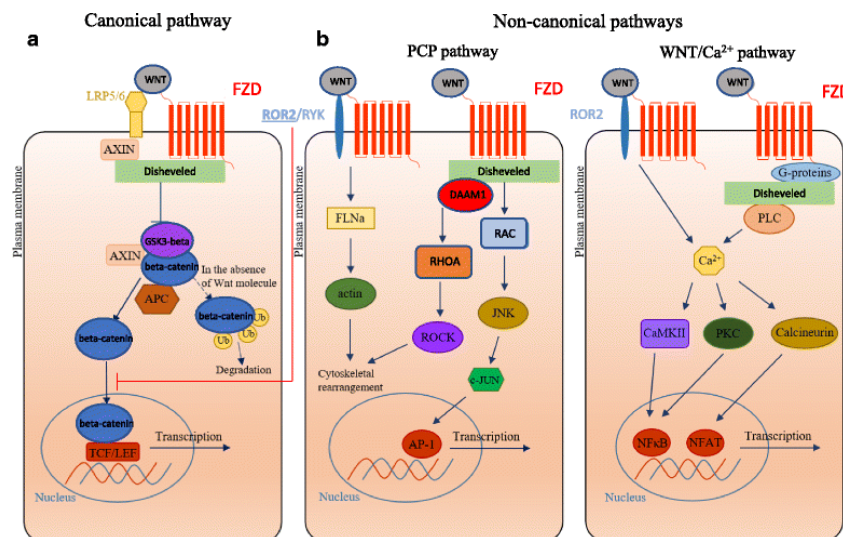 Canonical pathway
Non-canonical pathways
a
b
PCP pathway
WNT/Ca²⁺ pathway
WNT
LRP5/6
FZD
AXIN
Disheveled
Plasma membrane
GSK3-beta
AXIN
beta-catenin
APC
In the absence
of Wnt molecule
beta-catenin
Ub
Ub
Ub
Degradation
beta-catenin
beta-catenin
TCF/LEF
Transcription
Nucleus
ROR2/RYK
WNT
WNT
FZD
Plasma membrane
Disheveled
DAAM1
FLNa
RAC
RHOA
actin
JNK
ROCK
Cytoskeletal
rearrangement
c-JUN
AP-1
Transcription
Nucleus
WNT
WNT
ROR2
FZD
Plasma membrane
G-proteins
Disheveled
PLC
Ca²⁺
CaMKII
PKC
Calcineurin
NFκB
NFAT
Transcription
Nucleus